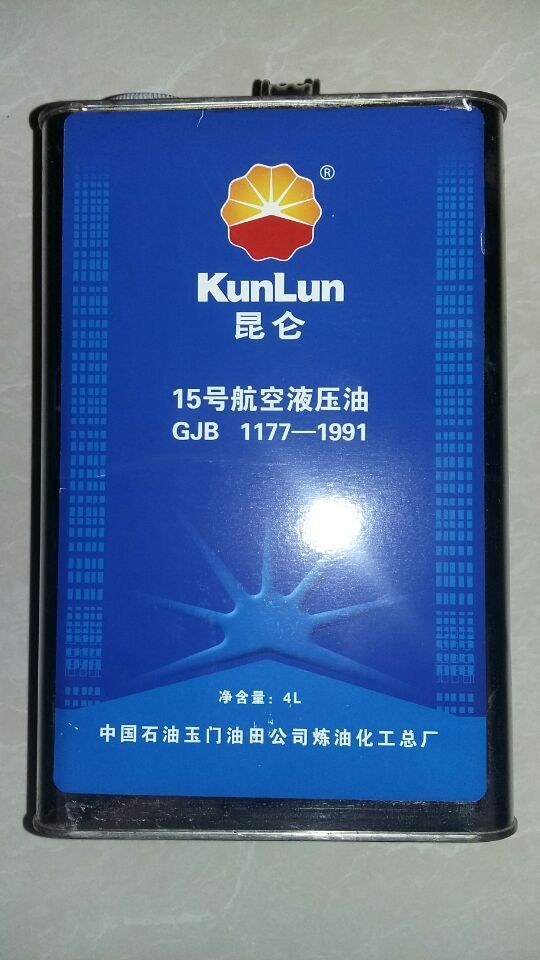 ®
KunLun
昆仑
15号航空液压油
GJB 1177—1991
净含量：4L
中国石油玉门油田公司炼油化工总厂